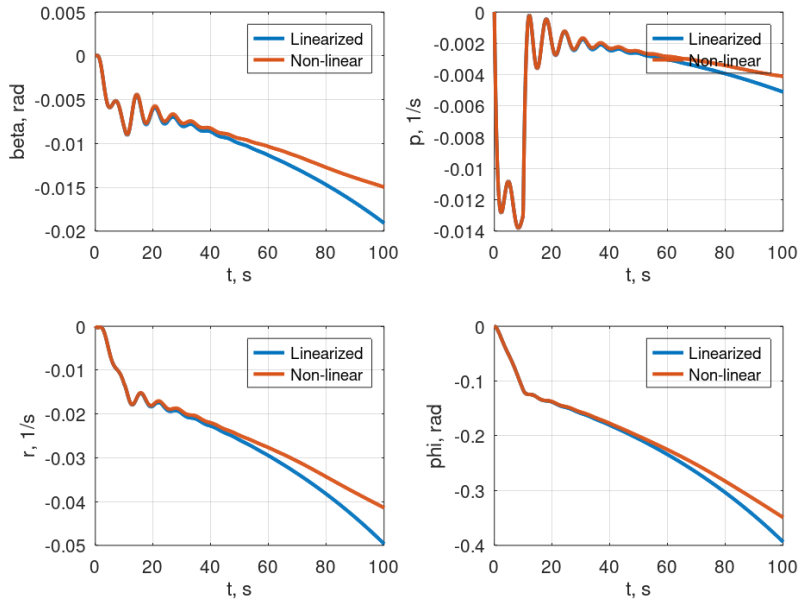 0.005
0
-0.005
-0.01
-0.015
-0.02
beta, rad
0 20 40 60 80 100
t, s
Linearized
Non-linear
0
-0.002
-0.004
-0.006
-0.008
-0.01
-0.012
-0.014
p, 1/s
0 20 40 60 80 100
t, s
Linearized
Non-linear
0
-0.01
-0.02
-0.03
-0.04
-0.05
r, 1/s
0 20 40 60 80 100
t, s
Linearized
Non-linear
0
-0.1
-0.2
-0.3
-0.4
phi, rad
0 20 40 60 80 100
t, s
Linearized
Non-linear